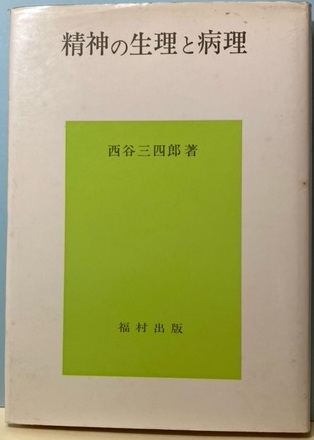 精神の生理と病理
西谷三四郎著
福村出版